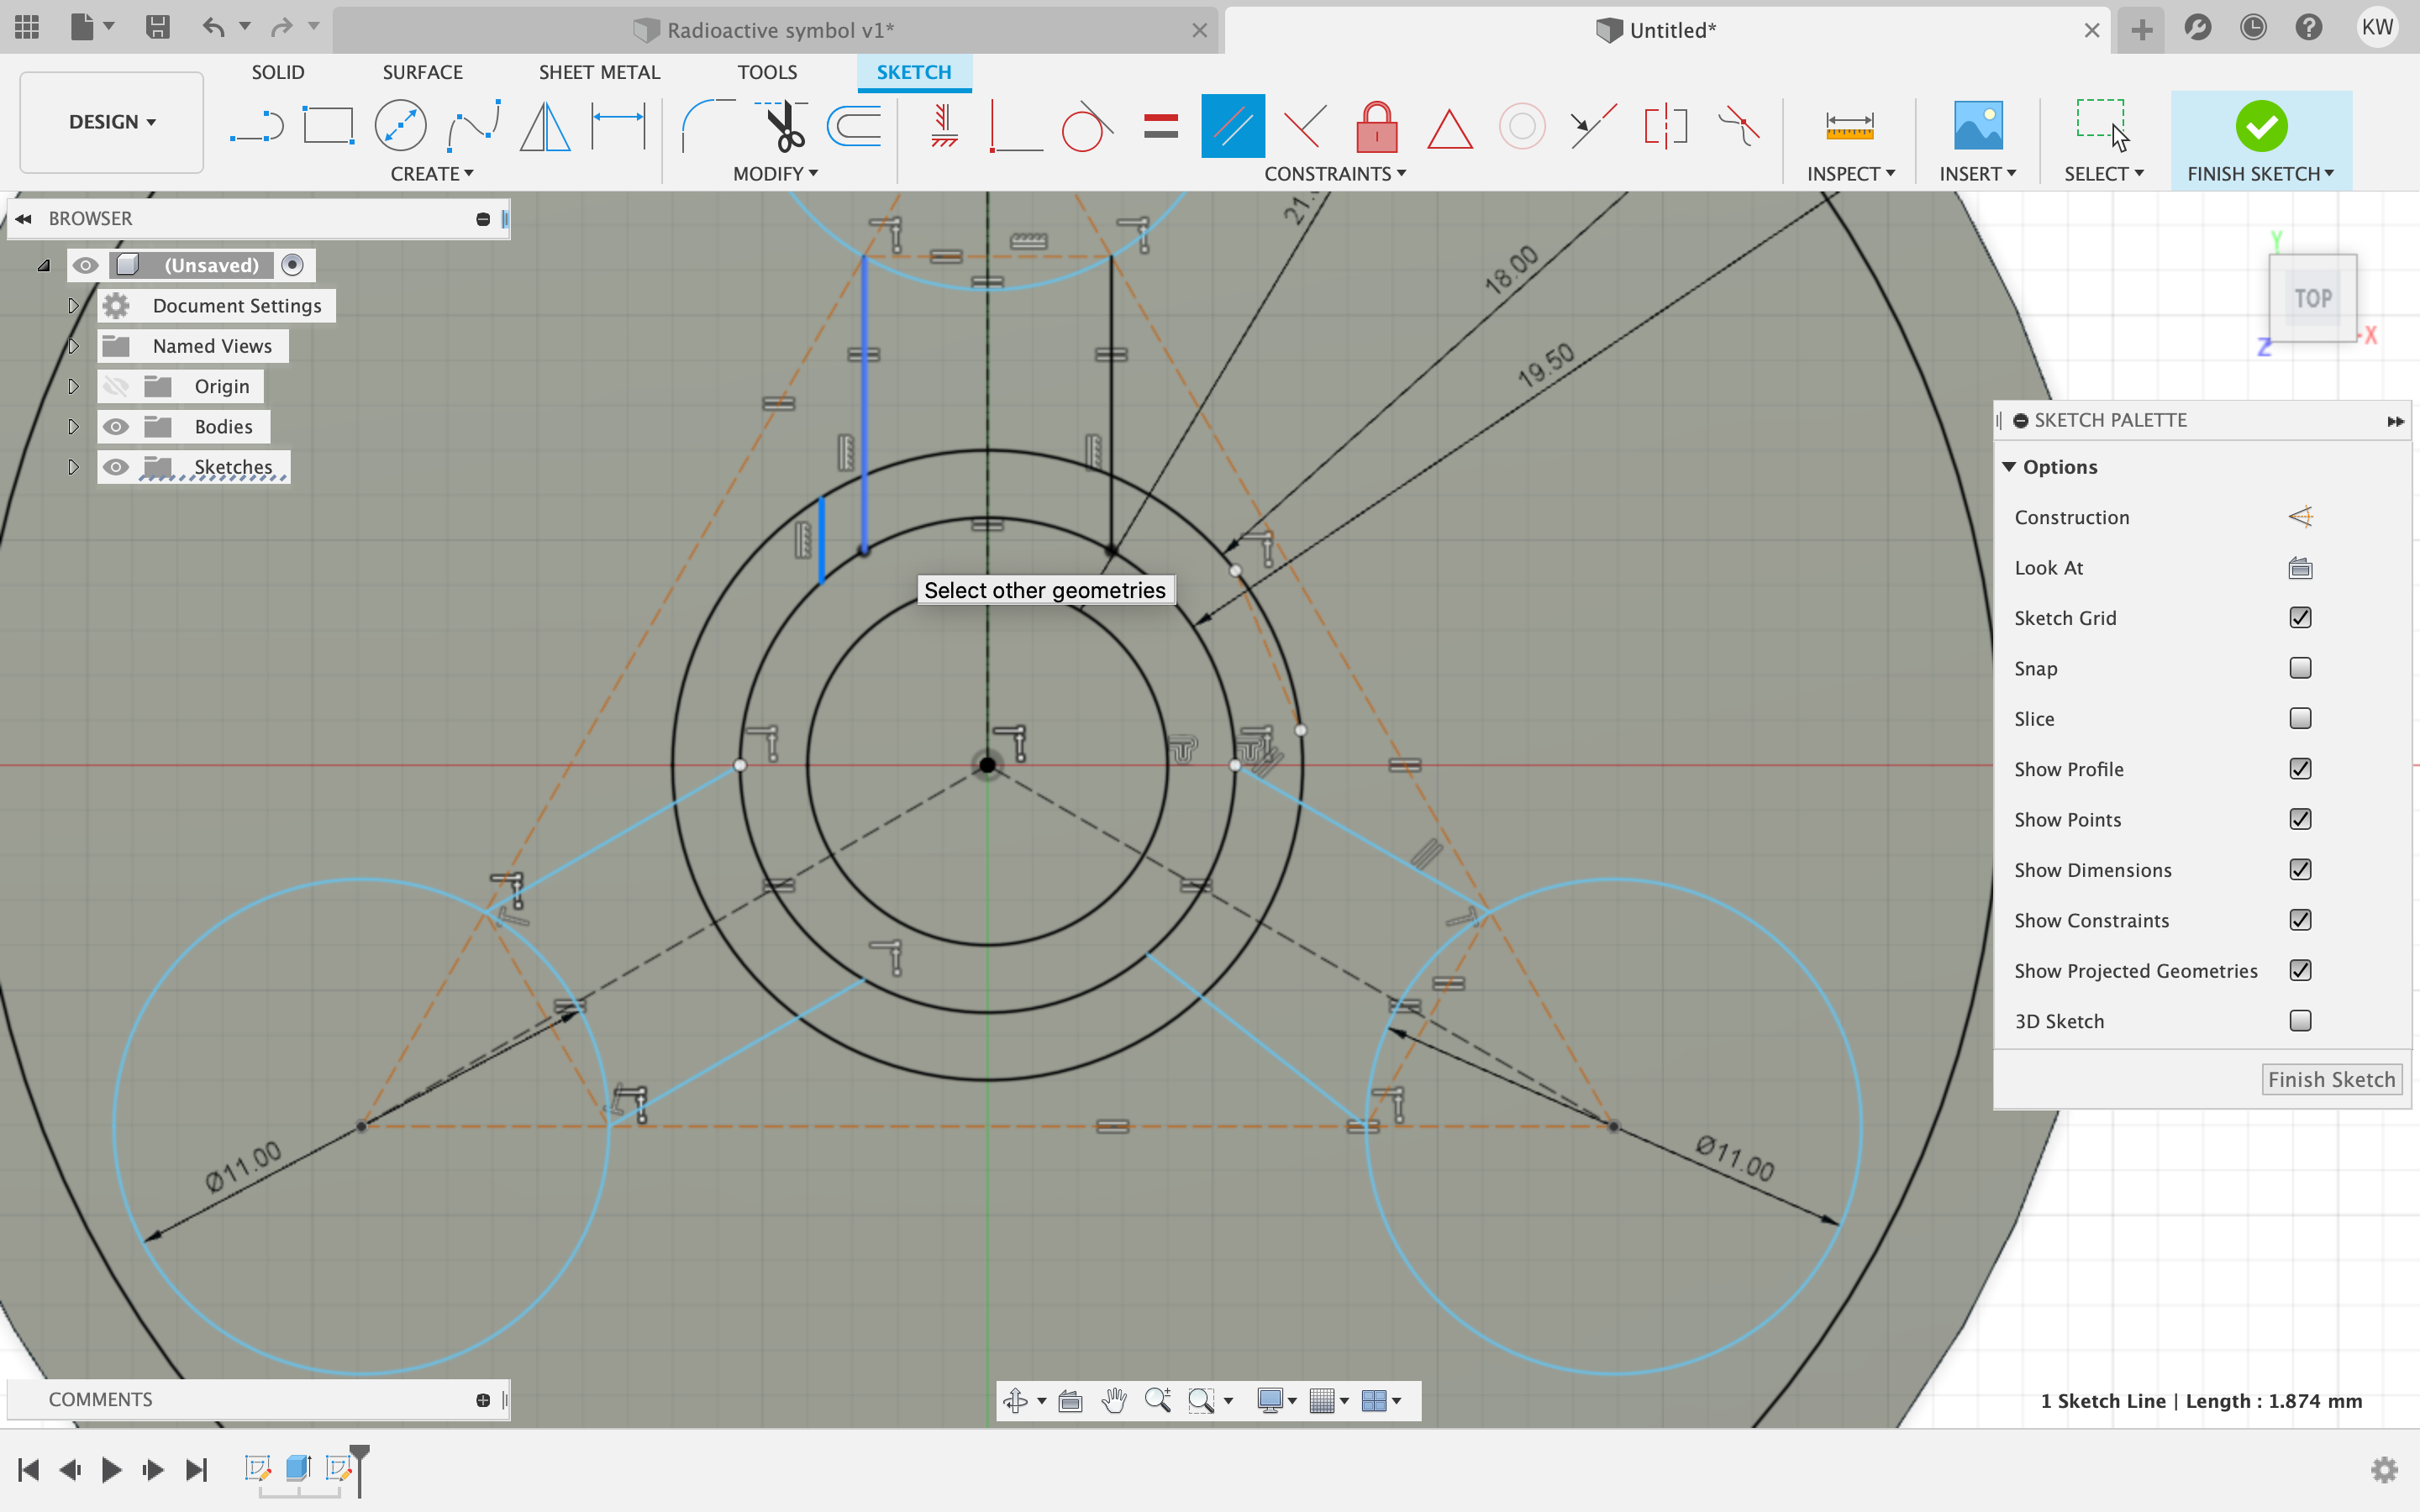 Radioactive symbol v1*
Untitled*
KW
DESIGN
SOLID
SURFACE
SHEET METAL
TOOLS
SKETCH
CREATE
MODIFY
CONSTRAINTS
INSPECT
INSERT
SELECT
FINISH SKETCH
BROWSER
(Unsaved)
Document Settings
Named Views
Origin
Bodies
Sketches
18.00
19.50
Select other geometries
Ø11.00
Ø11.00
Y
TOP
X
Z
SKETCH PALETTE
Options
Construction
Look At
Sketch Grid
Snap
Slice
Show Profile
Show Points
Show Dimensions
Show Constraints
Show Projected Geometries
3D Sketch
Finish Sketch
COMMENTS
1 Sketch Line | Length : 1.874 mm